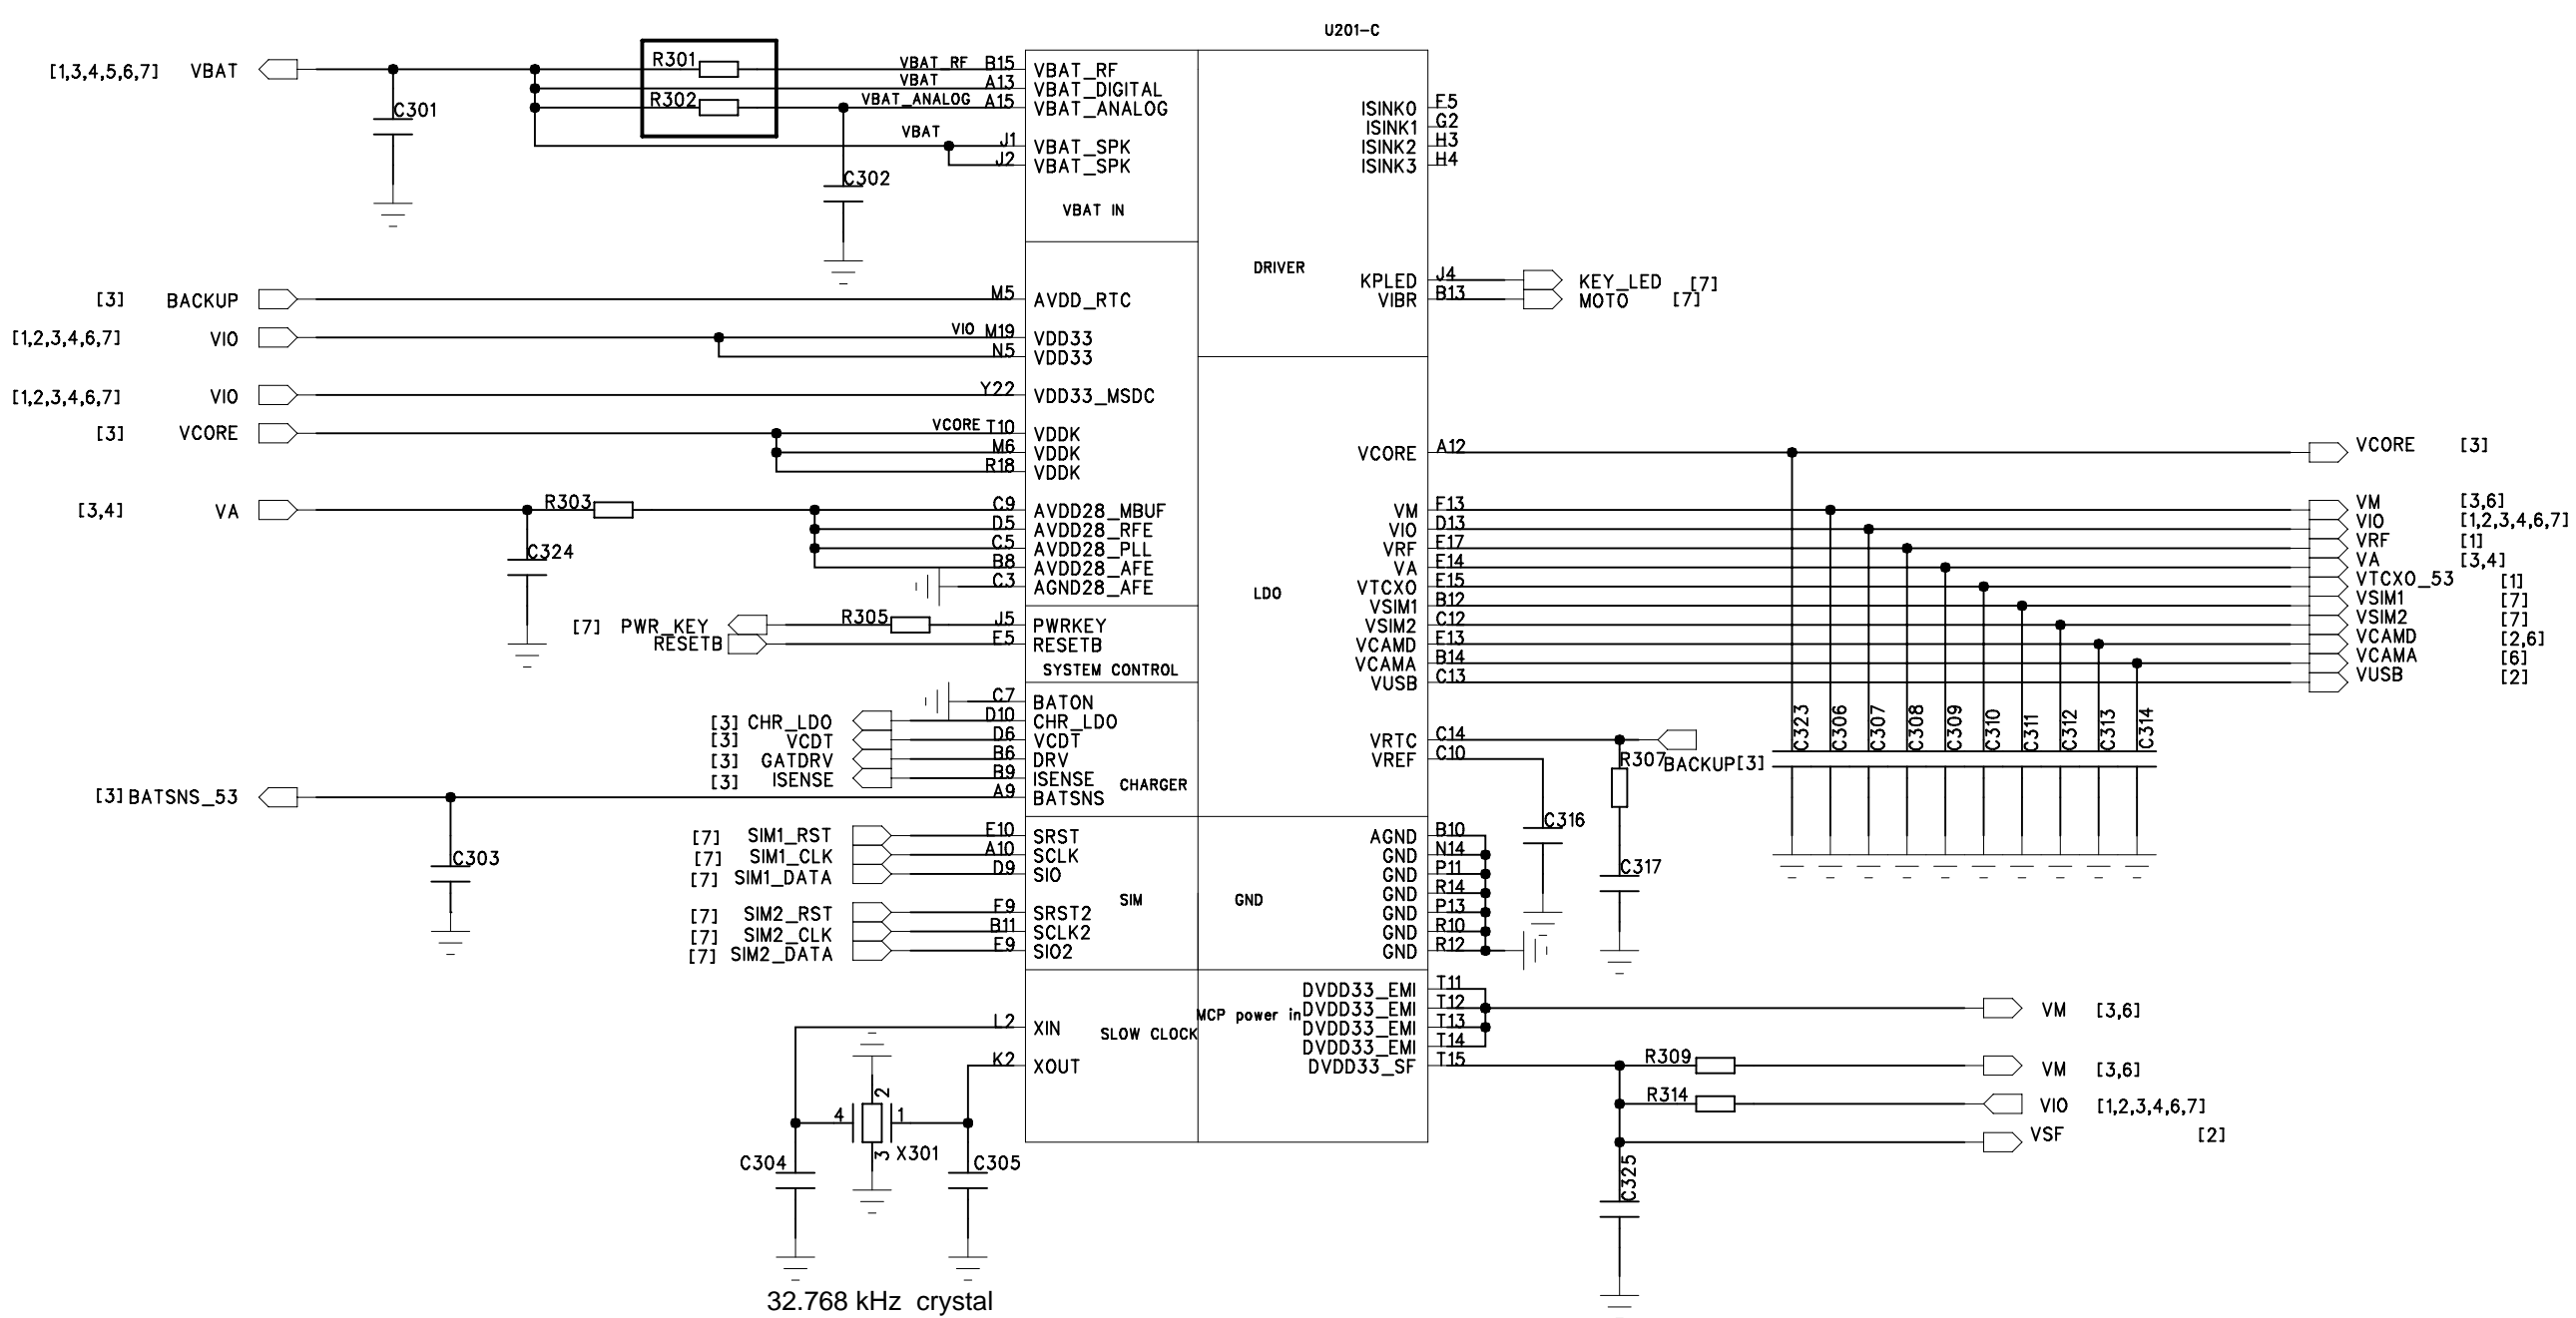 U201-C
[1,3,4,5,6,7] VBAT
R301
R302
C301
C302
VBAT_RF B15 VBAT_RF
VBAT A13 VBAT_DIGITAL
VBAT_ANALOG A15 VBAT_ANALOG
VBAT J1 VBAT_SPK
J2 VBAT_SPK
VBAT IN
ISINK0 F5
ISINK1 G2
ISINK2 H3
ISINK3 H4
DRIVER
KPLED J4 KEY_LED [7]
VIBR B13 MOTO [7]
[3] BACKUP M5 AVDD_RTC
[1,2,3,4,6,7] VIO VIO M19 VDD33
N5 VDD33
[1,2,3,4,6,7] VIO Y22 VDD33_MSDC
[3] VCORE VCORE T10 VDDK
M6 VDDK
R18 VDDK
[3,4] VA R303 C9 AVDD28_MBUF
D5 AVDD28_RFE
C324 C5 AVDD28_PLL
B8 AVDD28_AFE
C3 AGND28_AFE
[7] PWR_KEY R305 J5 PWRKEY
RESETB E5 RESETB
SYSTEM CONTROL
C7 BATON
[3] CHR_LDO D10 CHR_LDO
[3] VCDT D6 VCDT
[3] GATDRV B6 DRV
[3] ISENSE B9 ISENSE
CHARGER
[3] BATSNS_53 A9 BATSNS
C303
[7] SIM1_RST E10 SRST
[7] SIM1_CLK A10 SCLK
[7] SIM1_DATA D9 SIO
SIM
[7] SIM2_RST F9 SRST2
[7] SIM2_CLK B11 SCLK2
[7] SIM2_DATA E9 SIO2
L2 XIN
SLOW CLOCK
K2 XOUT
4 2 1 3 X301
C304
C305
32.768 kHz crystal
LDO
VCORE A12 VCORE [3]
VM F13 VM [3,6]
VIO D13 VIO [1,2,3,4,6,7]
VRF E17 VRF [1]
VA E14 VA [3,4]
VTCXO E15 VTCXO_53 [1]
VSIM1 B12 VSIM1 [7]
VSIM2 C12 VSIM2 [7]
VCAMD E13 VCAMD [2,6]
VCAMA B14 VCAMA [6]
VUSB C13 VUSB [2]
C323 C306 C307 C308 C309 C310 C311 C312 C313 C314
VRTC C14
VREF C10
R307 BACKUP[3]
C316
C317
GND
AGND B10
GND N14
GND P11
GND R14
GND P13
GND R10
GND R12
MCP power in
DVDD33_EMI T11
DVDD33_EMI T12 VM [3,6]
DVDD33_EMI T13
DVDD33_EMI T14
DVDD33_SF T15 R309 VM [3,6]
R314 VIO [1,2,3,4,6,7]
VSF [2]
C325